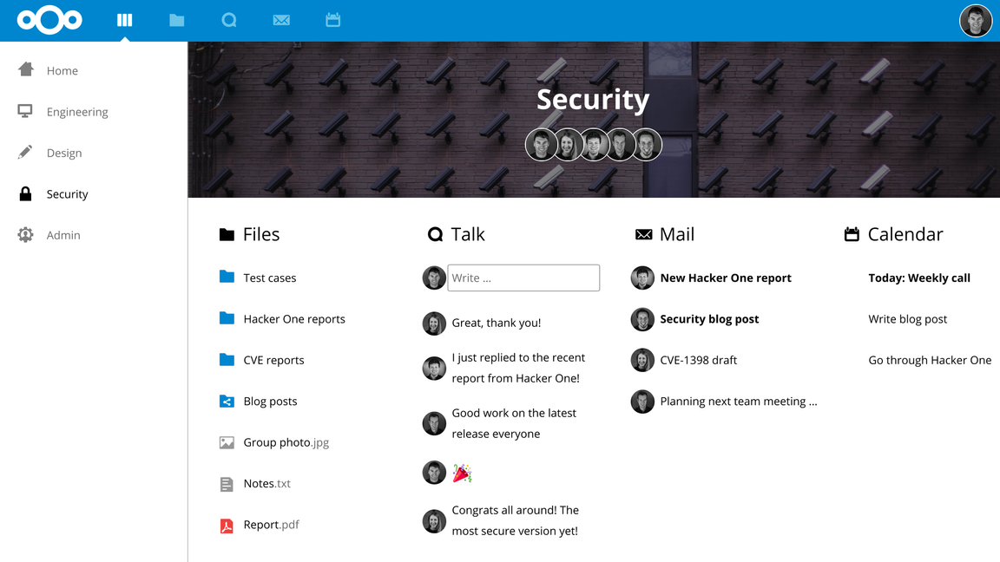 Home
Engineering
Design
Security
Admin
Security
Files
Test cases
Hacker One reports
CVE reports
Blog posts
Group photo.jpg
Notes.txt
Report.pdf
Talk
Write ...
Great, thank you!
I just replied to the recent
report from Hacker One!
Good work on the latest
release everyone
Congrats all around! The
most secure version yet!
Mail
New Hacker One report
Security blog post
CVE-1398 draft
Planning next team meeting ...
Calendar
Today: Weekly call
Write blog post
Go through Hacker One